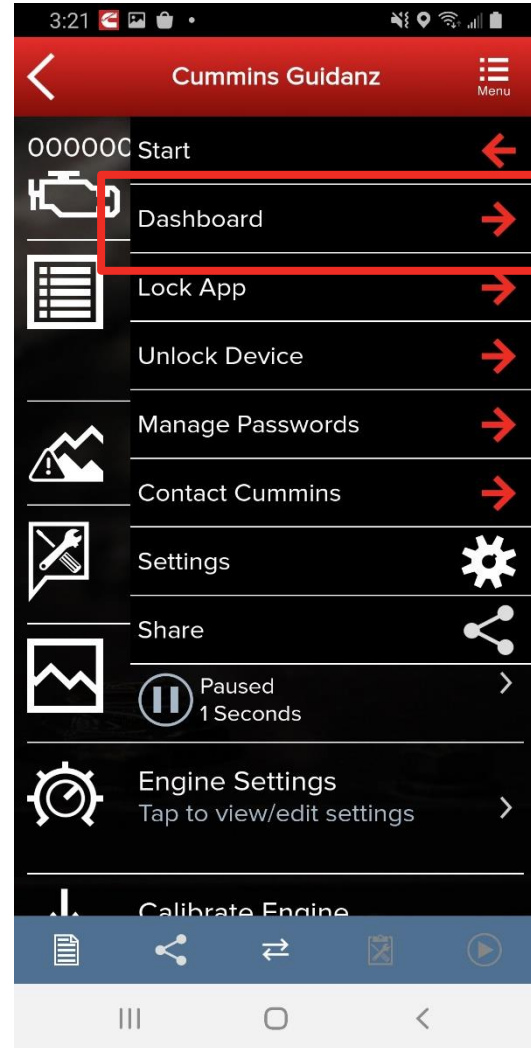 3:21
Cummins Guidanz
Menu
000000
Start
Dashboard
Lock App
Unlock Device
Manage Passwords
Contact Cummins
Settings
Share
Paused
1 Seconds
Engine Settings
Tap to view/edit settings
Calibrate Engine